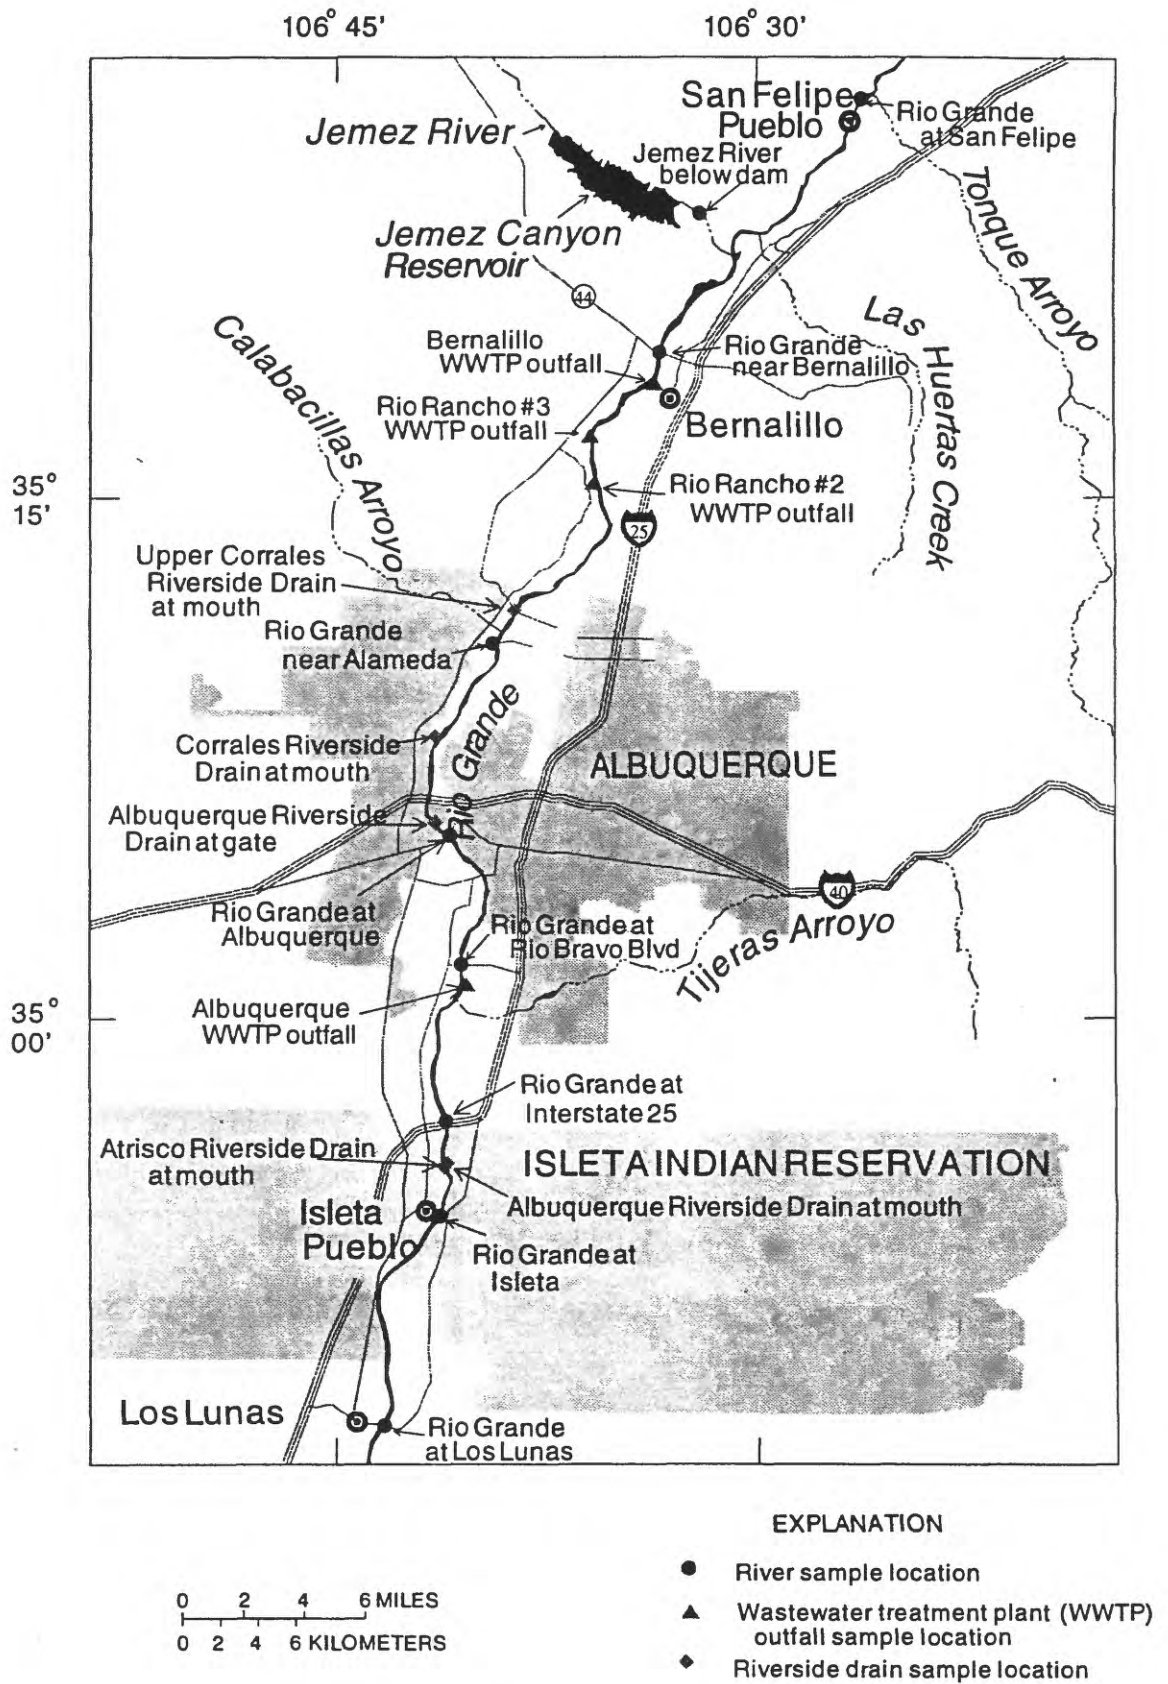 106° 45'
106° 30'
San Felipe
Pueblo
Rio Grande
at San Felipe
Jemez River
Jemez River
below dam
Tonque Arroyo
Jemez Canyon
Reservoir
44
Las Huertas Creek
Calabacillas Arroyo
Bernalillo
WWTP outfall
Rio Grande
near Bernalillo
Rio Rancho #3
WWTP outfall
Bernalillo
35°
15'
Rio Rancho #2
WWTP outfall
25
Upper Corrales
Riverside Drain
at mouth
Rio Grande
near Alameda
Rio Grande
Corrales Riverside
Drain at mouth
ALBUQUERQUE
Albuquerque Riverside
Drain at gate
40
Rio Grande at
Albuquerque
Rio Grande at
Rio Bravo Blvd
Tijeras Arroyo
35°
00'
Albuquerque
WWTP outfall
Rio Grande at
Interstate 25
Atrisco Riverside Drain
at mouth
ISLETA INDIAN RESERVATION
Albuquerque Riverside Drain at mouth
Isleta
Pueblo
Rio Grande at
Isleta
Los Lunas
Rio Grande
at Los Lunas
EXPLANATION
River sample location
Wastewater treatment plant (WWTP)
outfall sample location
Riverside drain sample location
0 2 4 6 MILES
0 2 4 6 KILOMETERS